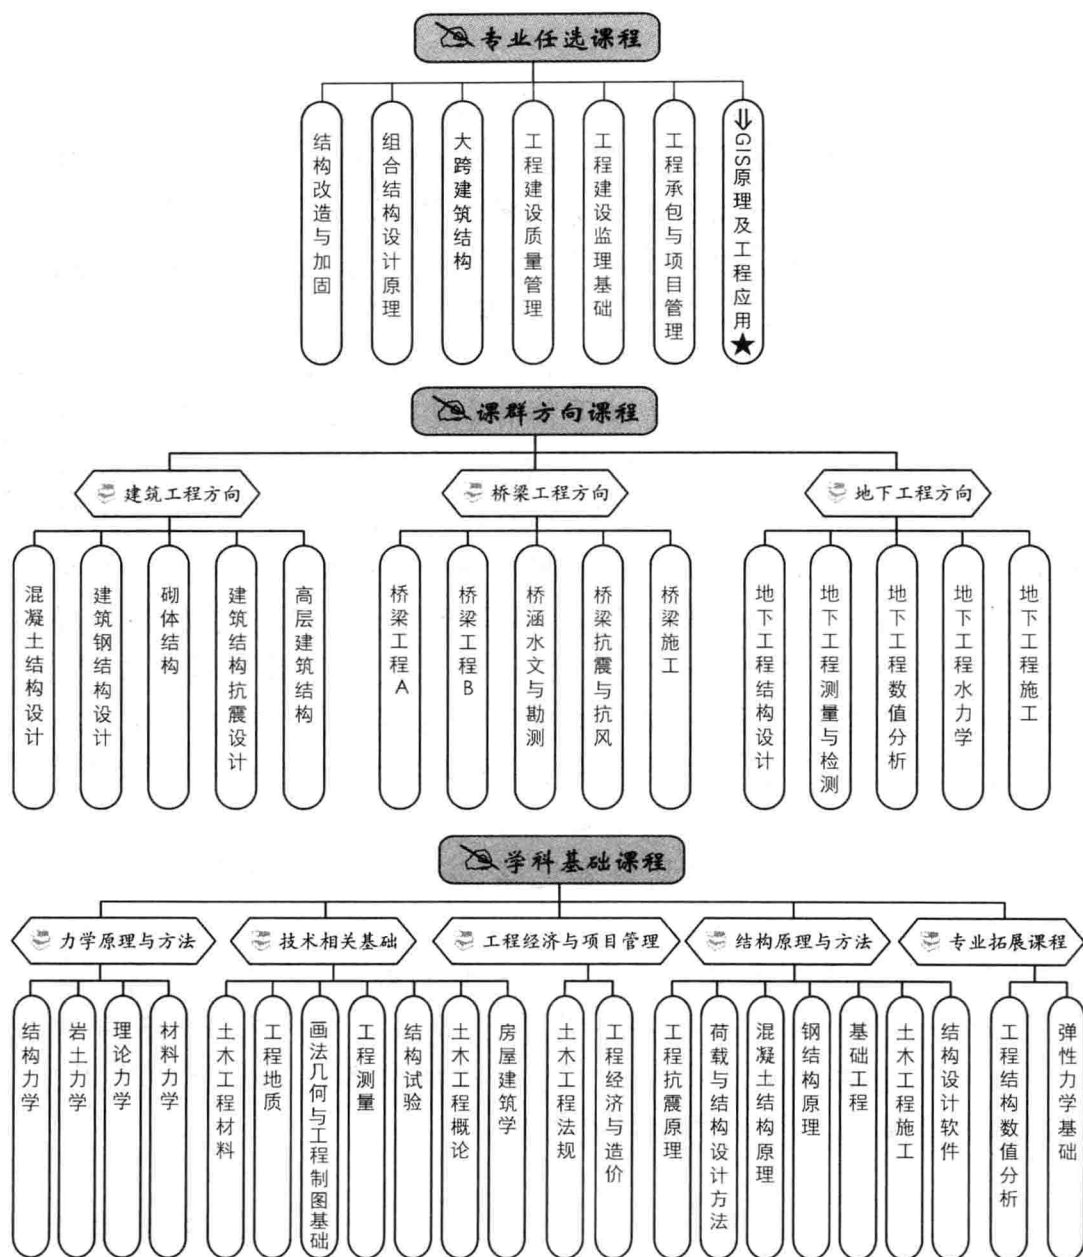 专业任选课程
结构改造与加固
组合结构设计原理
大跨建筑结构
工程建设质量管理
工程建设监理基础
工程承包与项目管理
⇓GIS原理及工程应用★
课群方向课程
建筑工程方向
混凝土结构设计
建筑钢结构设计
砌体结构
建筑结构抗震设计
高层建筑结构
桥梁工程方向
桥梁工程A
桥梁工程B
桥涵水文与勘测
桥梁抗震与抗风
桥梁施工
地下工程方向
地下工程结构设计
地下工程测量与检测
地下工程数值分析
地下工程水力学
地下工程施工
学科基础课程
力学原理与方法
结构力学
岩土力学
理论力学
材料力学
技术相关基础
土木工程材料
工程地质
画法几何与工程制图基础
工程测量
结构试验
土木工程概论
房屋建筑学
工程经济与项目管理
土木工程法规
工程经济与造价
结构原理与方法
工程抗震原理
荷载与结构设计方法
混凝土结构原理
钢结构原理
基础工程
土木工程施工
结构设计软件
专业拓展课程
工程结构数值分析
弹性力学基础